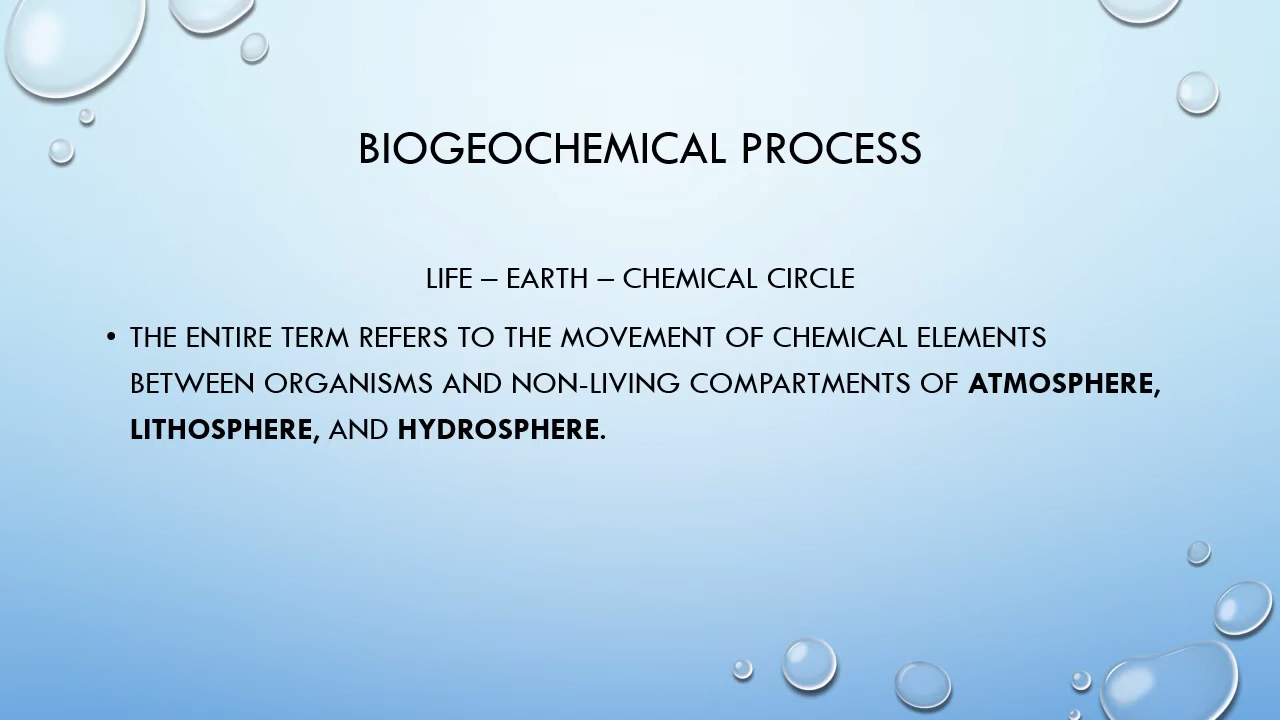 BIOGEOCHEMICAL PROCESS
LIFE – EARTH – CHEMICAL CIRCLE
• THE ENTIRE TERM REFERS TO THE MOVEMENT OF CHEMICAL ELEMENTS
BETWEEN ORGANISMS AND NON-LIVING COMPARTMENTS OF ATMOSPHERE,
LITHOSPHERE, AND HYDROSPHERE.